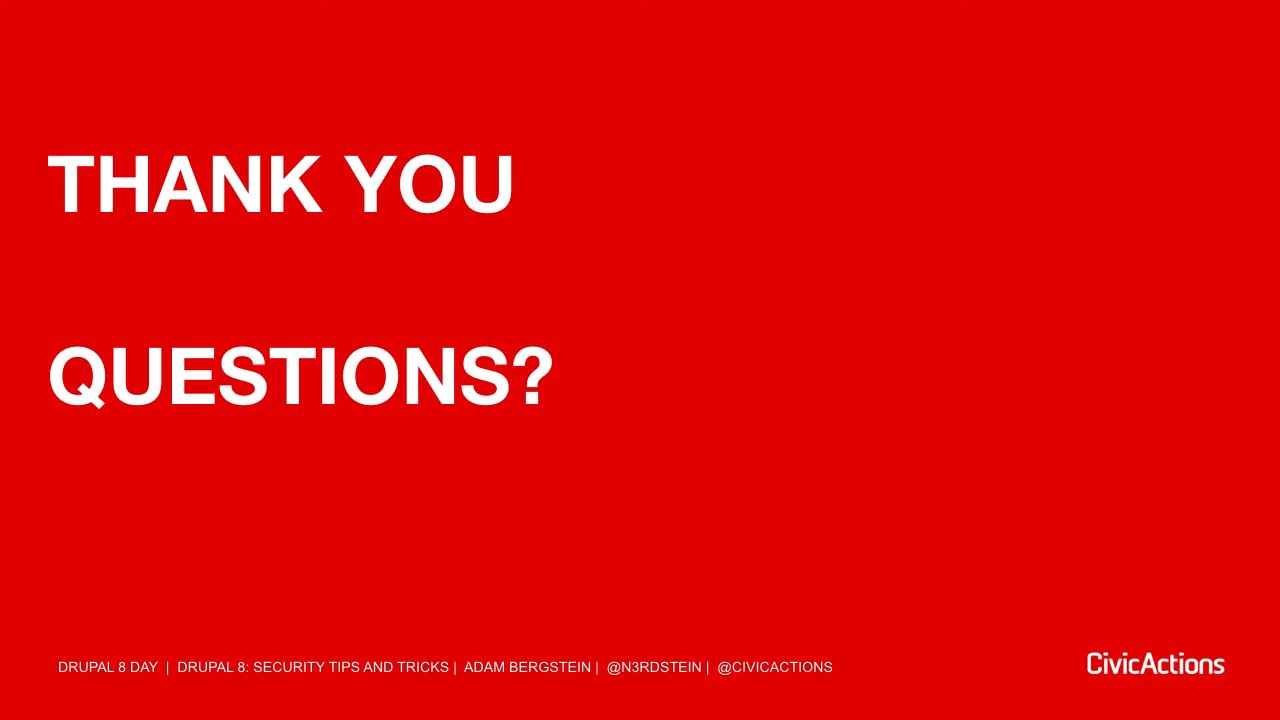 THANK YOU
QUESTIONS?
DRUPAL 8 DAY | DRUPAL 8: SECURITY TIPS AND TRICKS | ADAM BERGSTEIN | @N3RDSTEIN | @CIVICACTIONS
CivicActions